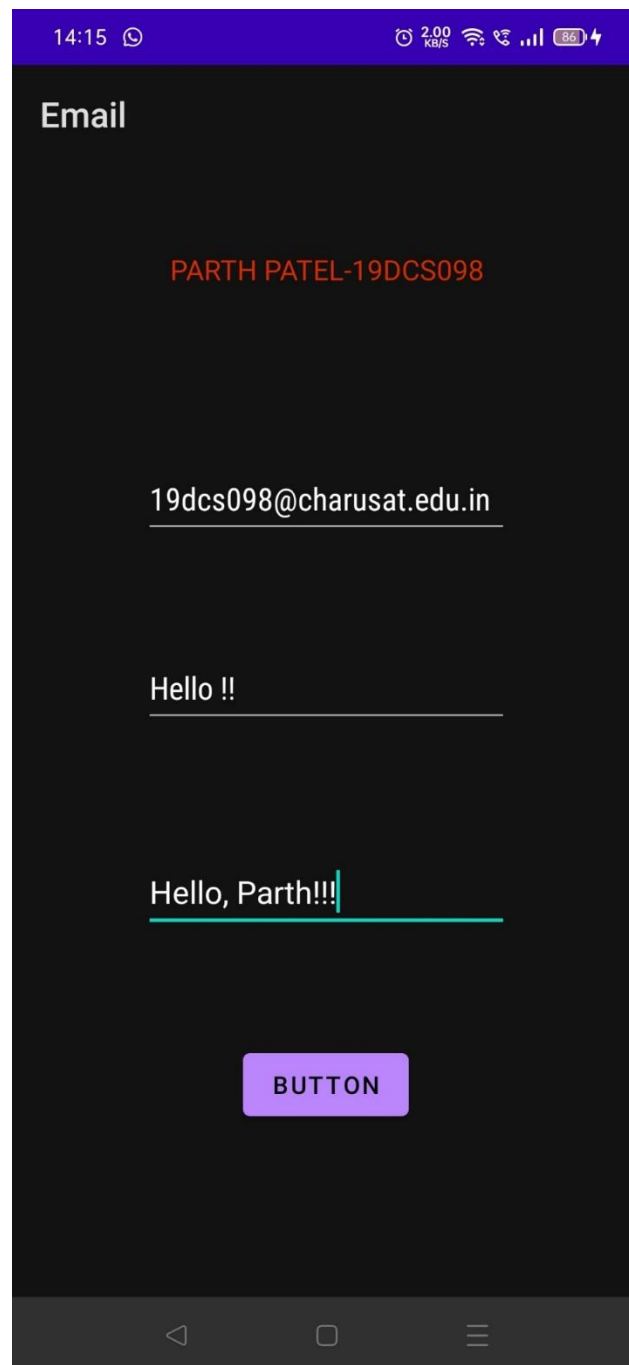 14:15 2.00 KB/S 86
Email
PARTH PATEL-19DCS098
19dcs098@charusat.edu.in
Hello !!
Hello, Parth!!!
BUTTON